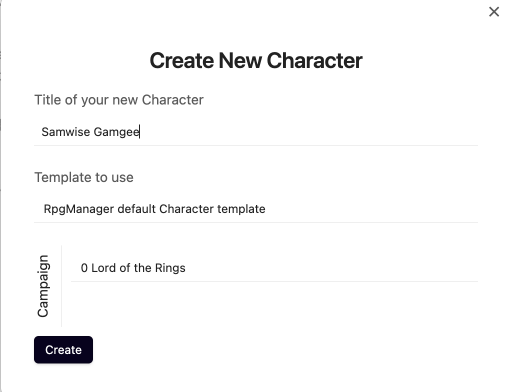 Create New Character
Title of your new Character
Samwise Gamgee
Template to use
RpgManager default Character template
Campaign
0 Lord of the Rings
Create